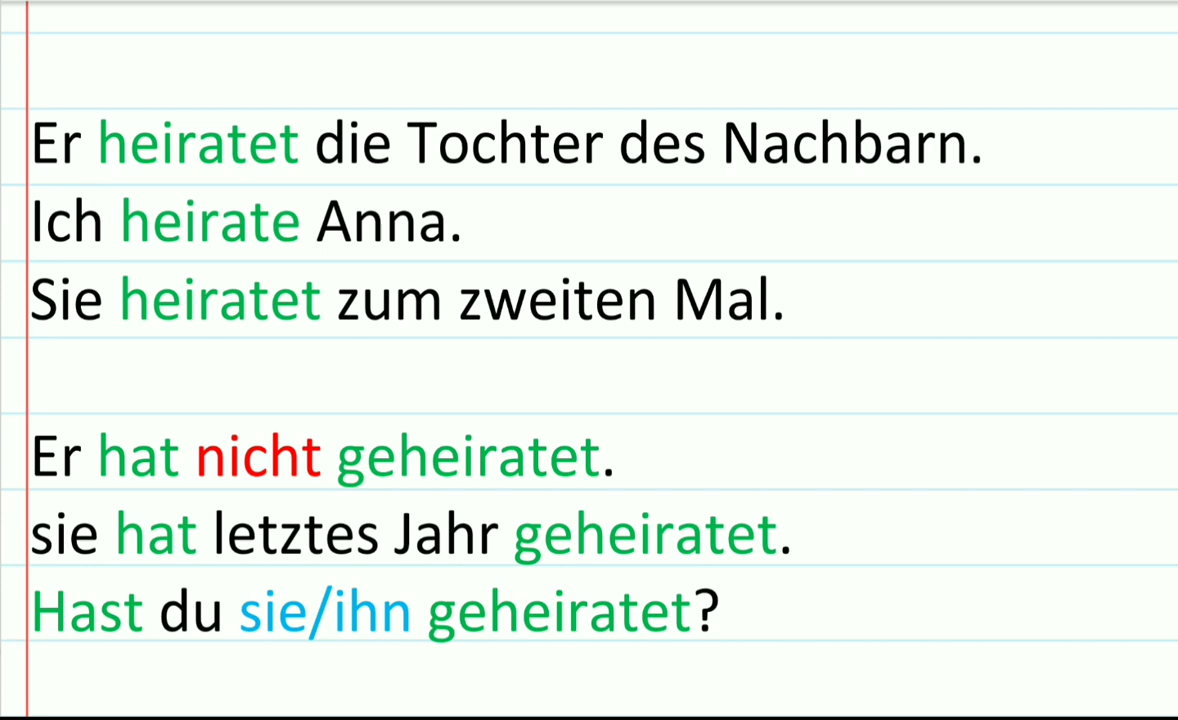 Er heiratet die Tochter des Nachbarn.
Ich heirate Anna.
Sie heiratet zum zweiten Mal.
Er hat nicht geheiratet.
sie hat letztes Jahr geheiratet.
Hast du sie/ihn geheiratet?